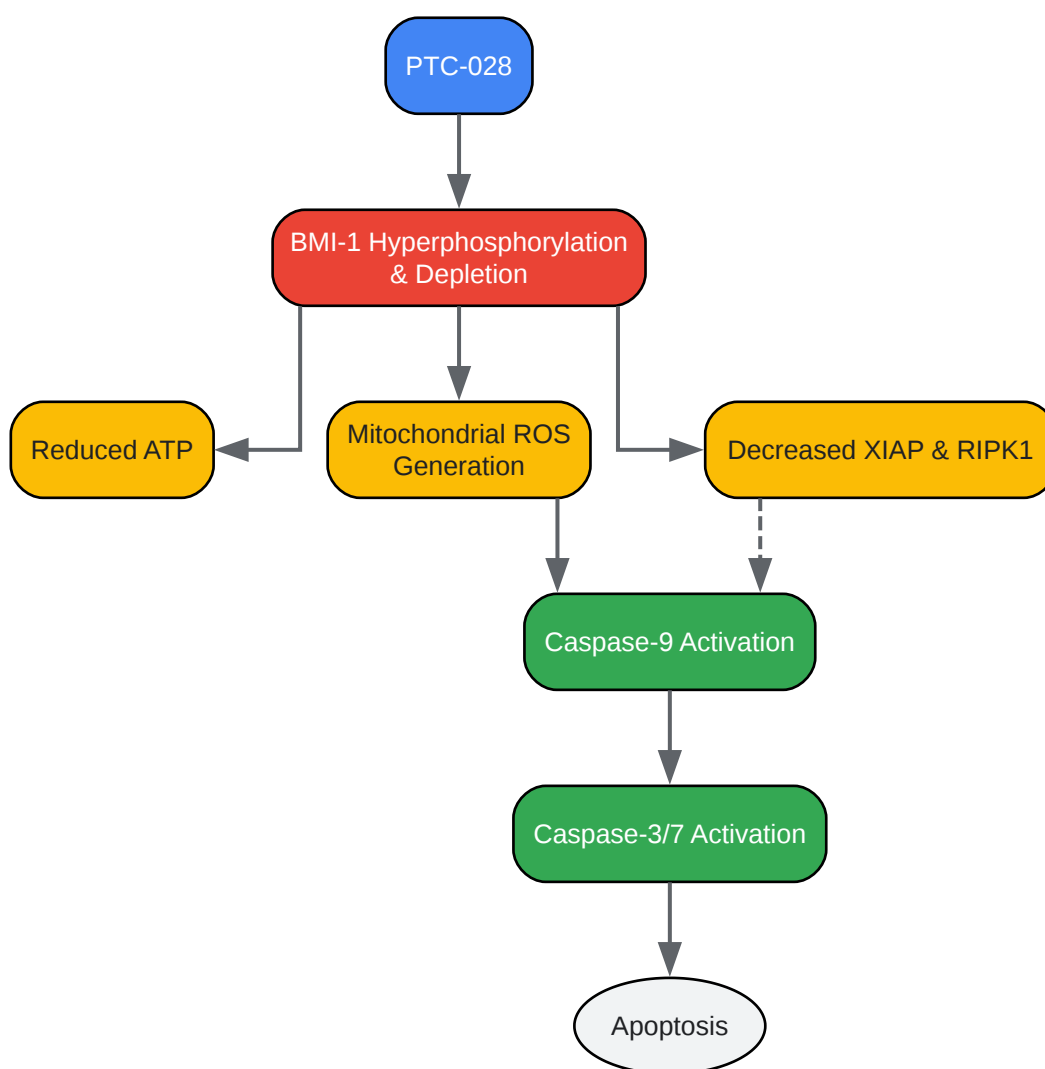 PTC-028
BMI-1 Hyperphosphorylation
& Depletion
Reduced ATP
Mitochondrial ROS
Generation
Decreased XIAP & RIPK1
Caspase-9 Activation
Caspase-3/7 Activation
Apoptosis